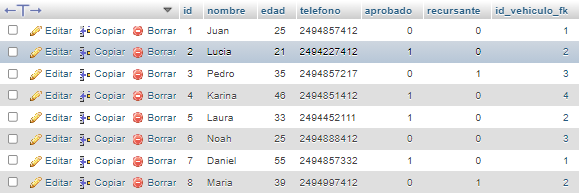 ←T→ id nombre edad telefono aprobado recursante id_vehiculo_fk
Editar Copiar Borrar 1 Juan 25 2494857412 0 0 1
Editar Copiar Borrar 2 Lucia 21 2494227412 1 0 2
Editar Copiar Borrar 3 Pedro 35 2494857217 0 1 3
Editar Copiar Borrar 4 Karina 46 2494851412 1 0 4
Editar Copiar Borrar 5 Laura 33 2494452111 1 0 2
Editar Copiar Borrar 6 Noah 25 2494888412 0 0 3
Editar Copiar Borrar 7 Daniel 55 2494857332 1 0 1
Editar Copiar Borrar 8 Maria 39 2494997412 0 1 2